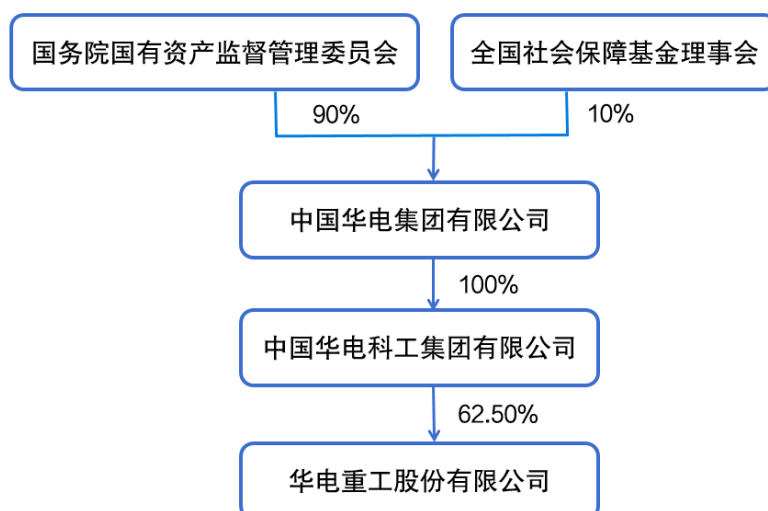 国务院国有资产监督管理委员会
全国社会保障基金理事会
90%
10%
中国华电集团有限公司
100%
中国华电科工集团有限公司
62.50%
华电重工股份有限公司